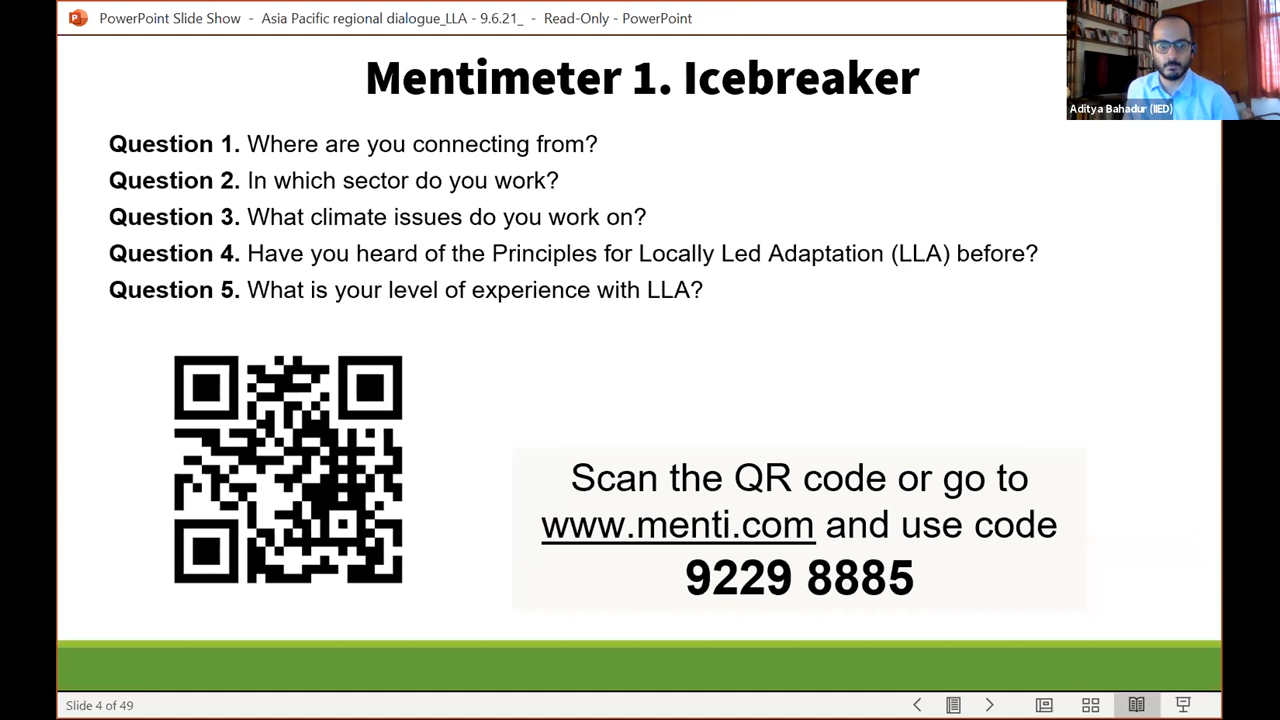 PowerPoint Slide Show - Asia Pacific regional dialogue_LLA - 9.6.21_ - Read-Only - PowerPoint
Aditya Bahadur (IIED)
Mentimeter 1. Icebreaker
Question 1. Where are you connecting from?
Question 2. In which sector do you work?
Question 3. What climate issues do you work on?
Question 4. Have you heard of the Principles for Locally Led Adaptation (LLA) before?
Question 5. What is your level of experience with LLA?
Scan the QR code or go to
www.menti.com and use code
9229 8885
Slide 4 of 49